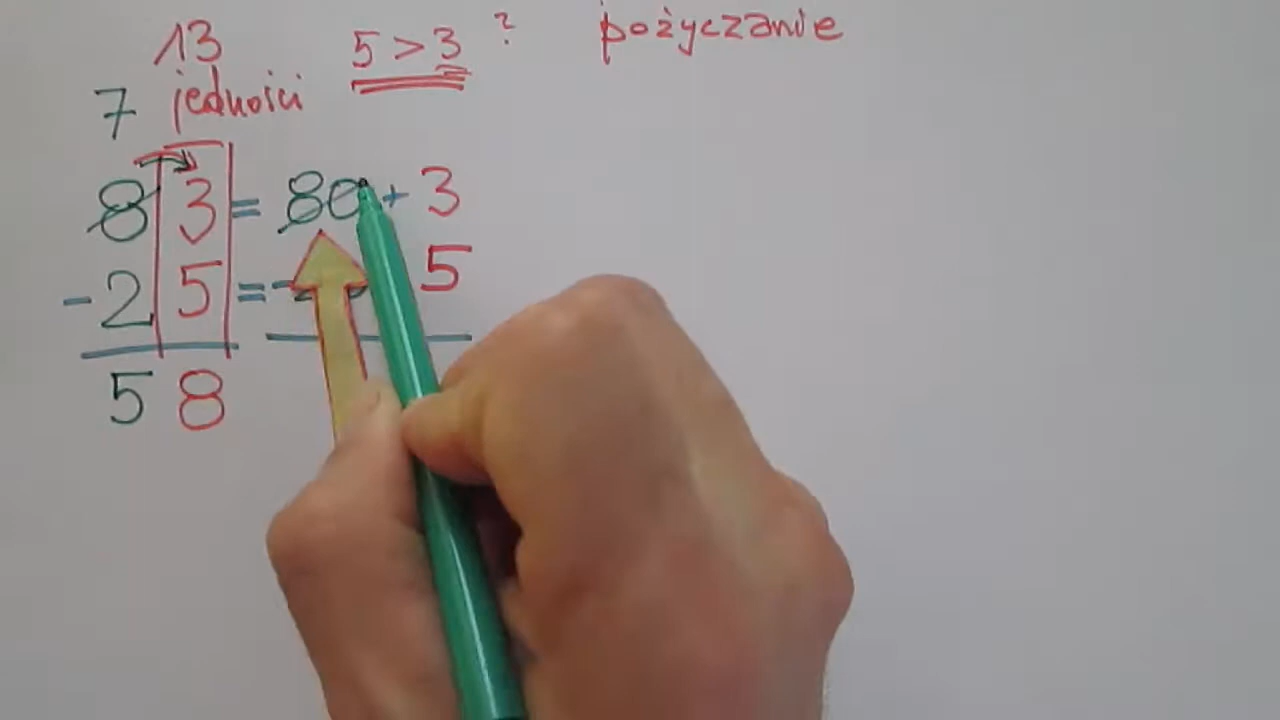 13 5 > 3 ? pożyczanie
7 jedności
8 3 = 80 + 3
- 2 5 = - 5
5 8